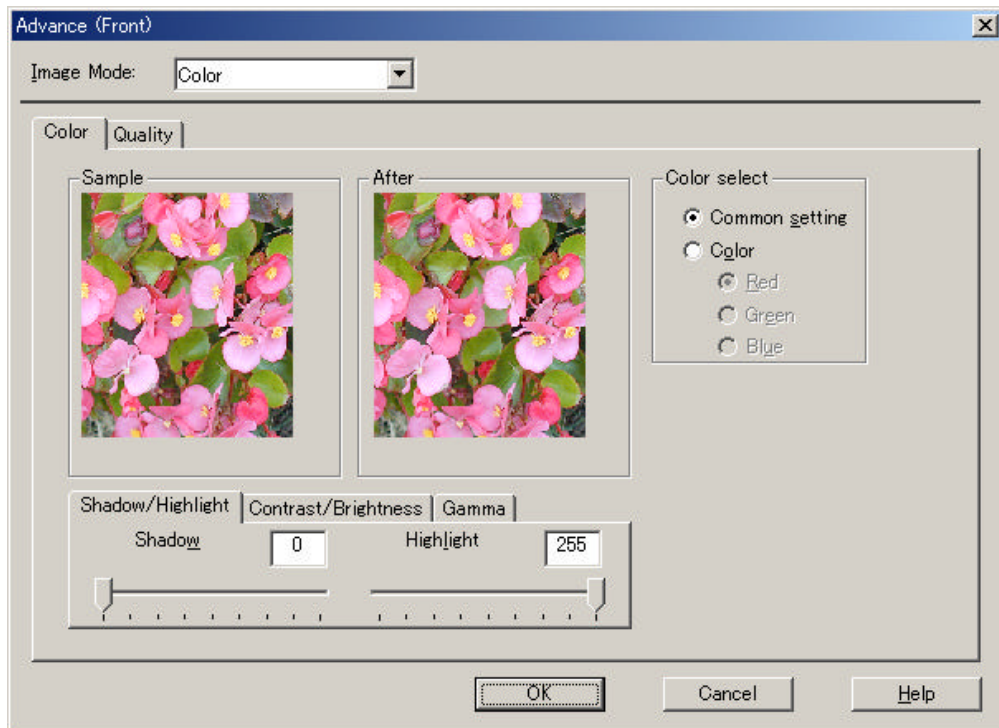 Advance (Front)
Image Mode: Color
Color Quality
Sample After Color select
Common setting
Color
Red
Green
Blue
Shadow/Highlight Contrast/Brightness Gamma
Shadow 0 Highlight 255
OK Cancel Help